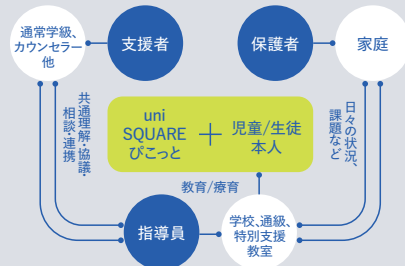 通常学級、
カウンセラー
他
支援者
保護者
家庭
共通理解・協議・
相談・連携
uni
SQUARE
ぴこっと
＋
児童/生徒
本人
日々の状況、
課題など
教育/療育
指導員
学校、通級、
特別支援
教室